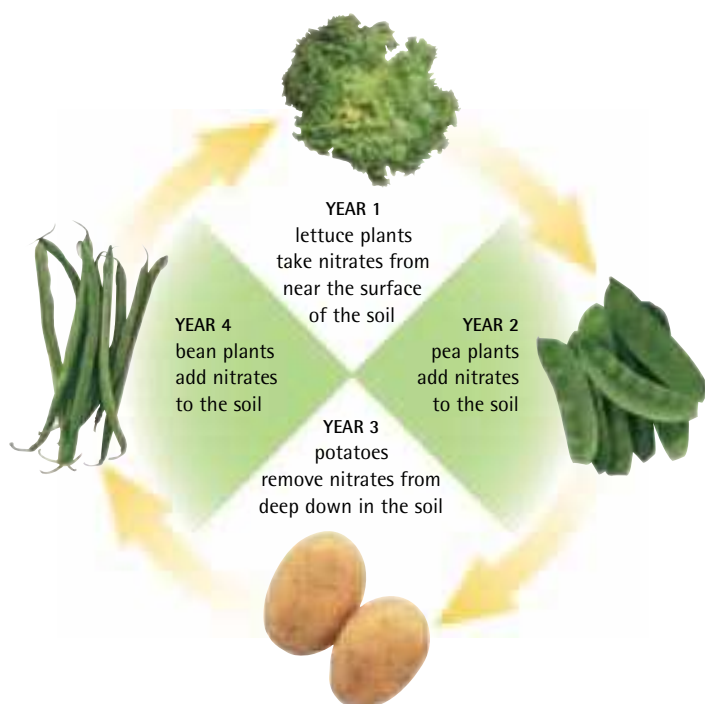 YEAR 1
lettuce plants
take nitrates from
near the surface
of the soil
YEAR 2
pea plants
add nitrates
to the soil
YEAR 3
potatoes
remove nitrates from
deep down in the soil
YEAR 4
bean plants
add nitrates
to the soil